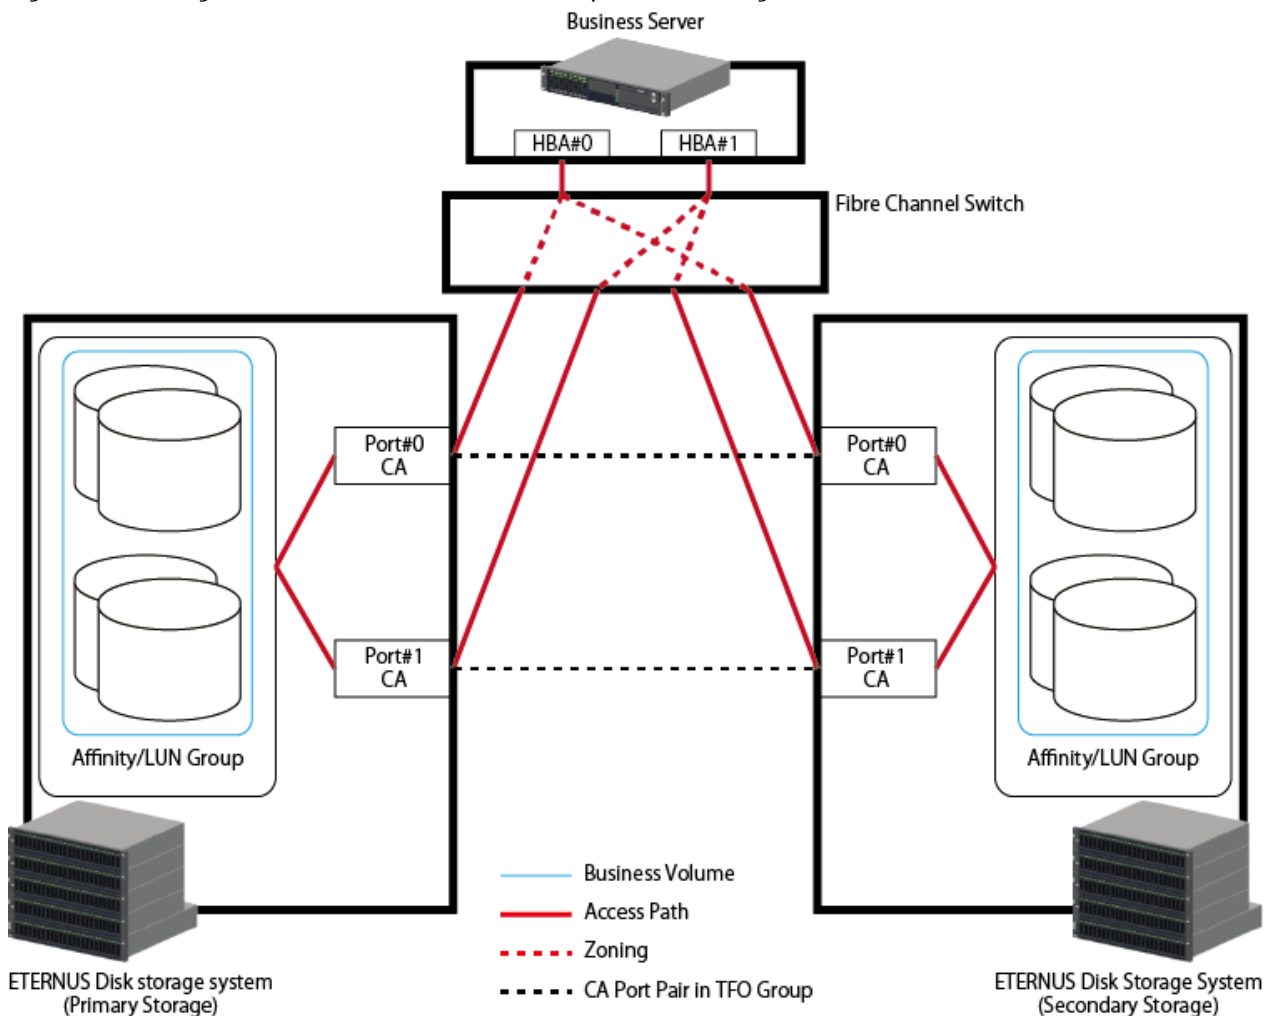 Business Server
HBA#0
HBA#1
Fibre Channel Switch
Port#0
CA
Port#0
CA
Port#1
CA
Port#1
CA
Affinity/LUN Group
Affinity/LUN Group
Business Volume
Access Path
Zoning
CA Port Pair in TFO Group
ETERNUS Disk storage system
(Primary Storage)
ETERNUS Disk Storage System
(Secondary Storage)